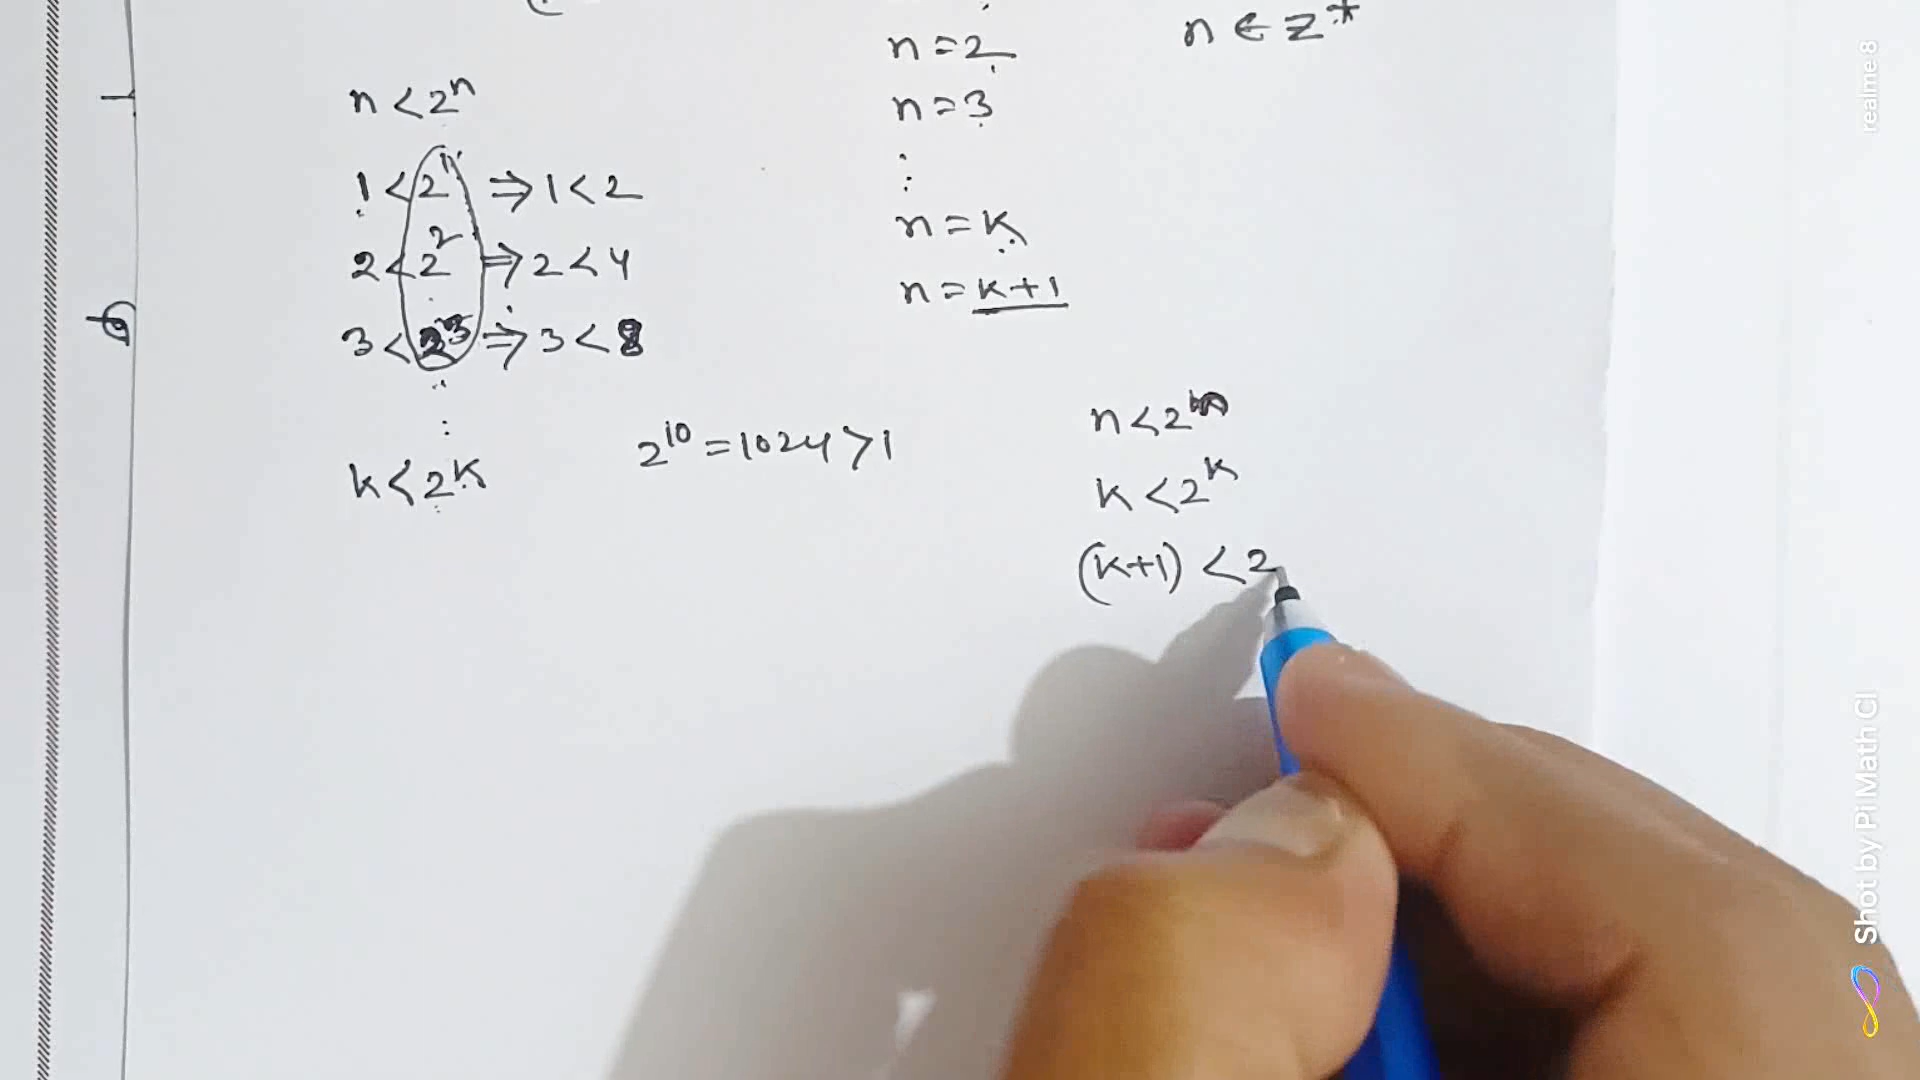 n < 2ⁿ
1 < 2¹ ⇒ 1 < 2
2 < 2² ⇒ 2 < 4
3 < 2³ ⇒ 3 < 8
⋮
k < 2ᵏ
2¹⁰ = 1024 > 1
n = 2
n = 3
⋮
n = k
n = k+1
n ∈ Z*
n < 2ⁿ
k < 2ᵏ
(k+1) < 2
realme 8
Shot by Pi Math Cl